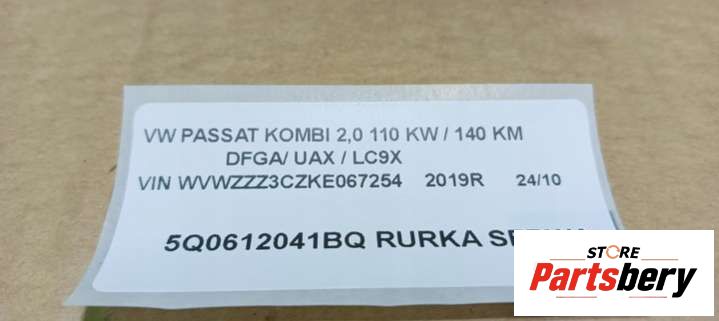 VW PASSAT KOMBI 2,0 110 KW / 140 KM
DFGA/ UAX / LC9X
VIN WVWZZZ3CZKE067254 2019R 24/10
5Q0612041BQ RURKA
STORE
Partsbery